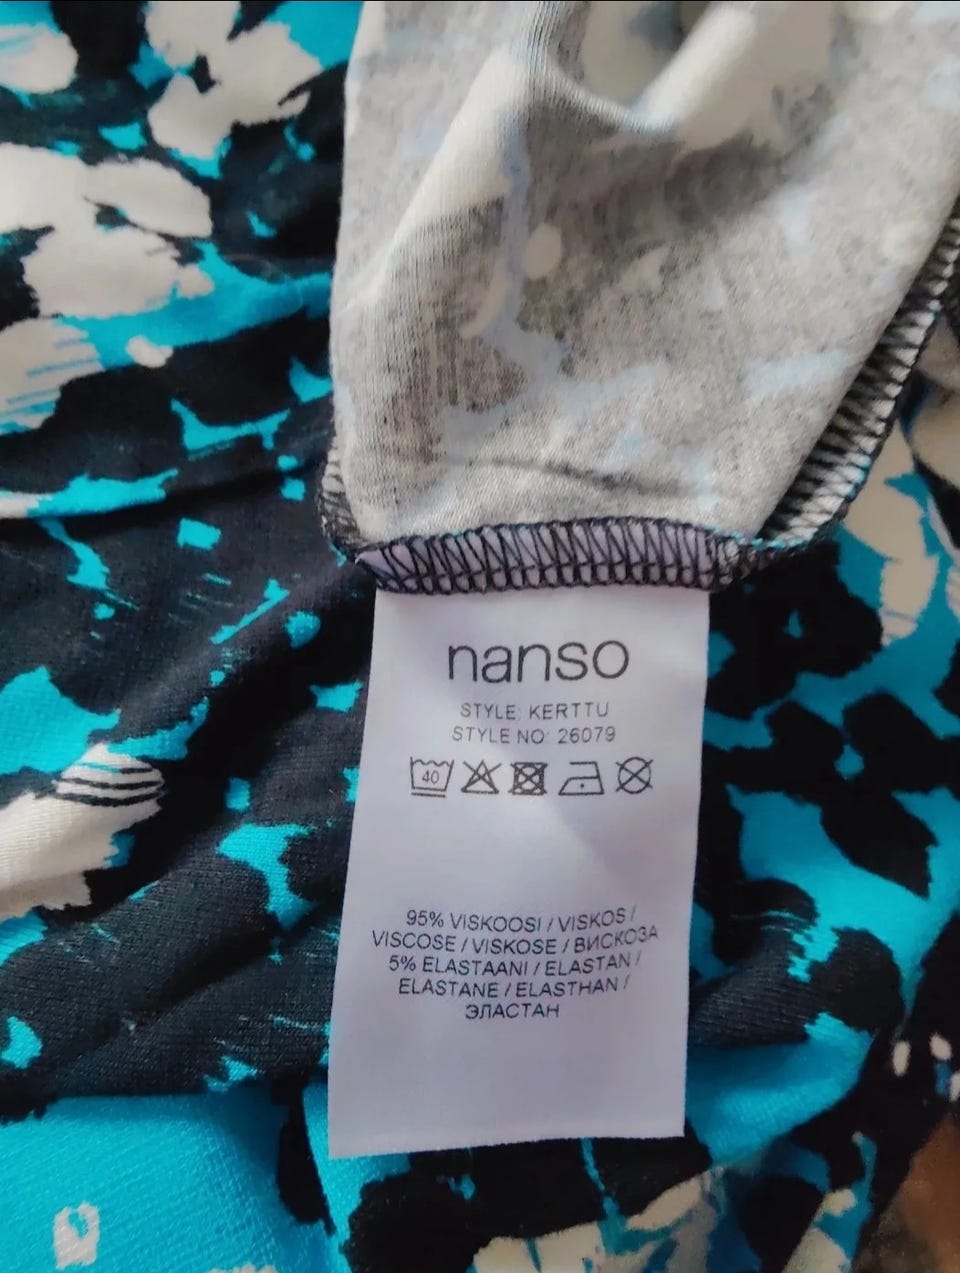 nanso
STYLE: KERTTU
STYLE NO: 26079
40
95% VISKOOSI / VISKOS /
VISCOSE / VISKOSE / ВИСКОЗА
5% ELASTAANI / ELASTAN /
ELASTANE / ELASTHAN /
ЭЛАСТАН